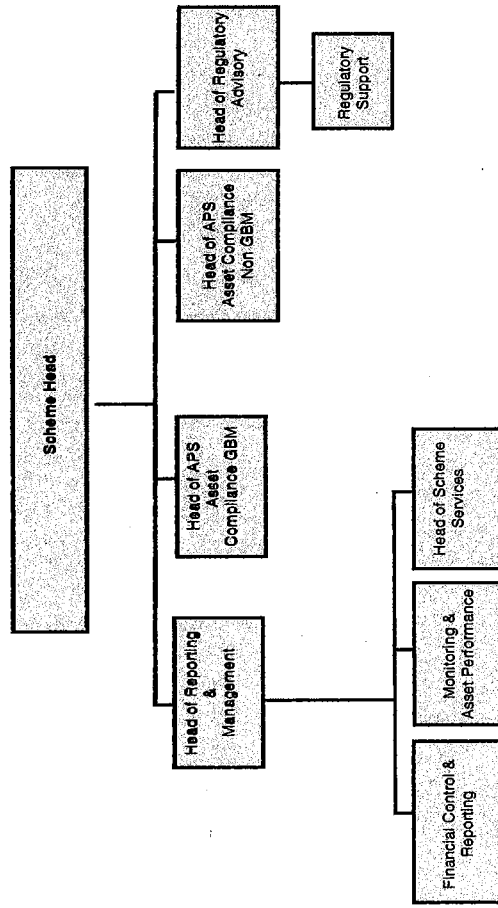 Scheme Head
Head of Reporting
&
Management
Head of APS
Asset
Compliance GBM
Head of APS
Asset Compliance
Non GBM
Head of Regulatory
Advisory
Financial Control &
Reporting
Monitoring &
Asset Performance
Head of Scheme
Services
Regulatory
Support